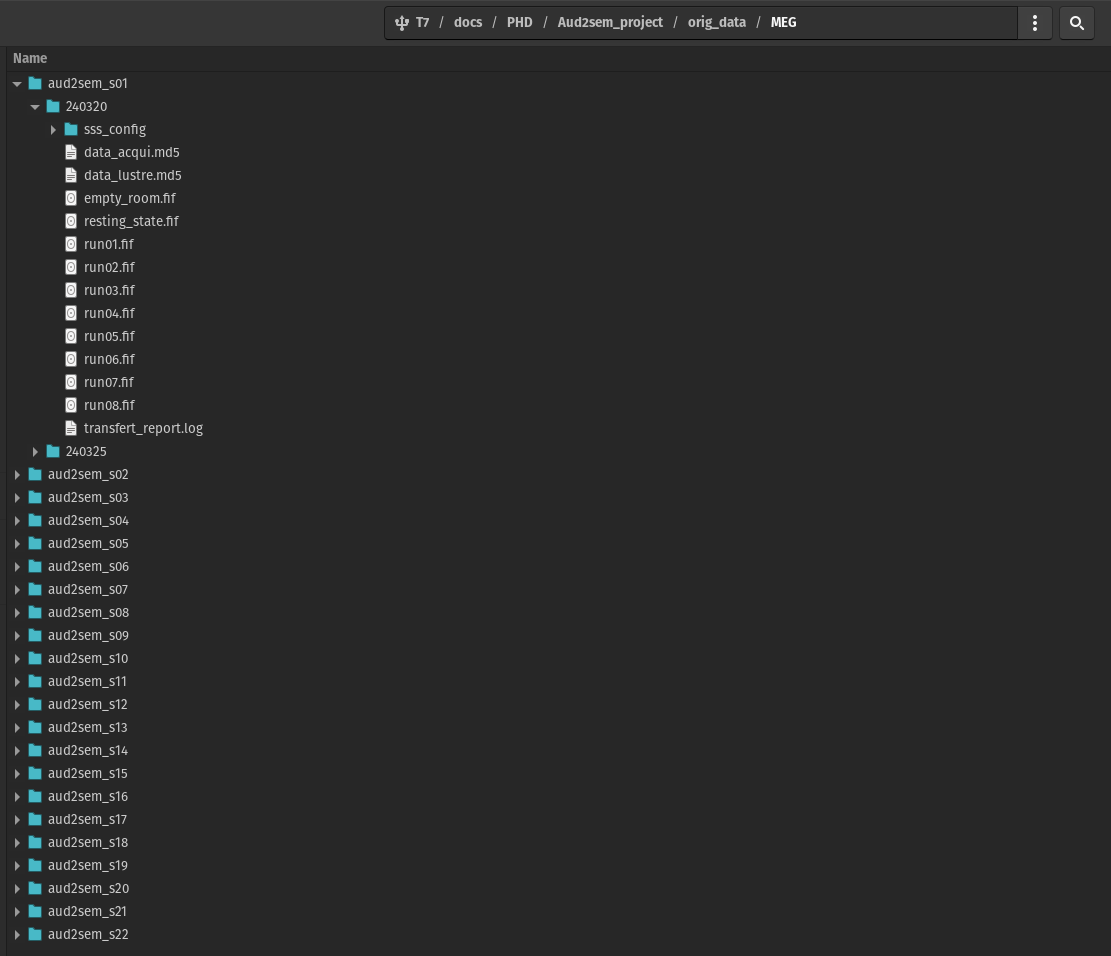 T7 / docs / PHD / Aud2sem_project / orig_data / MEG
Name
aud2sem_s01
240320
sss_config
data_acqui.md5
data_lustre.md5
empty_room.fif
resting_state.fif
run01.fif
run02.fif
run03.fif
run04.fif
run05.fif
run06.fif
run07.fif
run08.fif
transfert_report.log
240325
aud2sem_s02
aud2sem_s03
aud2sem_s04
aud2sem_s05
aud2sem_s06
aud2sem_s07
aud2sem_s08
aud2sem_s09
aud2sem_s10
aud2sem_s11
aud2sem_s12
aud2sem_s13
aud2sem_s14
aud2sem_s15
aud2sem_s16
aud2sem_s17
aud2sem_s18
aud2sem_s19
aud2sem_s20
aud2sem_s21
aud2sem_s22